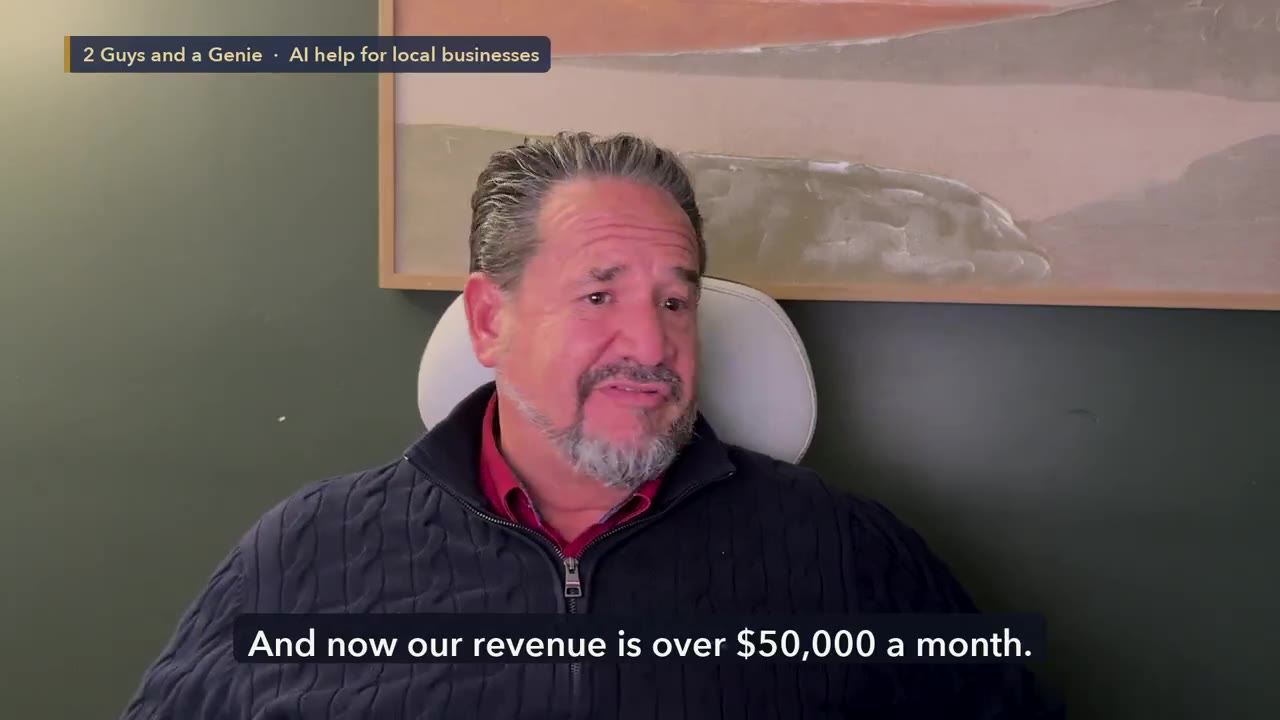 2 Guys and a Genie · AI help for local businesses
And now our revenue is over $50,000 a month.